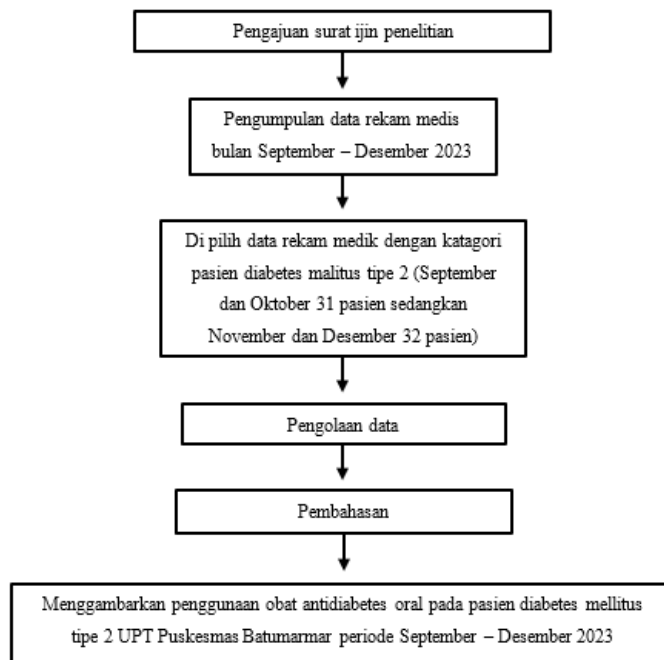 Pengajuan surat ijin penelitian
Pengumpulan data rekam medis
bulan September – Desember 2023
Di pilih data rekam medik dengan katagori
pasien diabetes malitus tipe 2 (September
dan Oktober 31 pasien sedangkan
November dan Desember 32 pasien)
Pengolaan data
Pembahasan
Menggambarkan penggunaan obat antidiabetes oral pada pasien diabetes mellitus
tipe 2 UPT Puskesmas Batumarmar periode September – Desember 2023